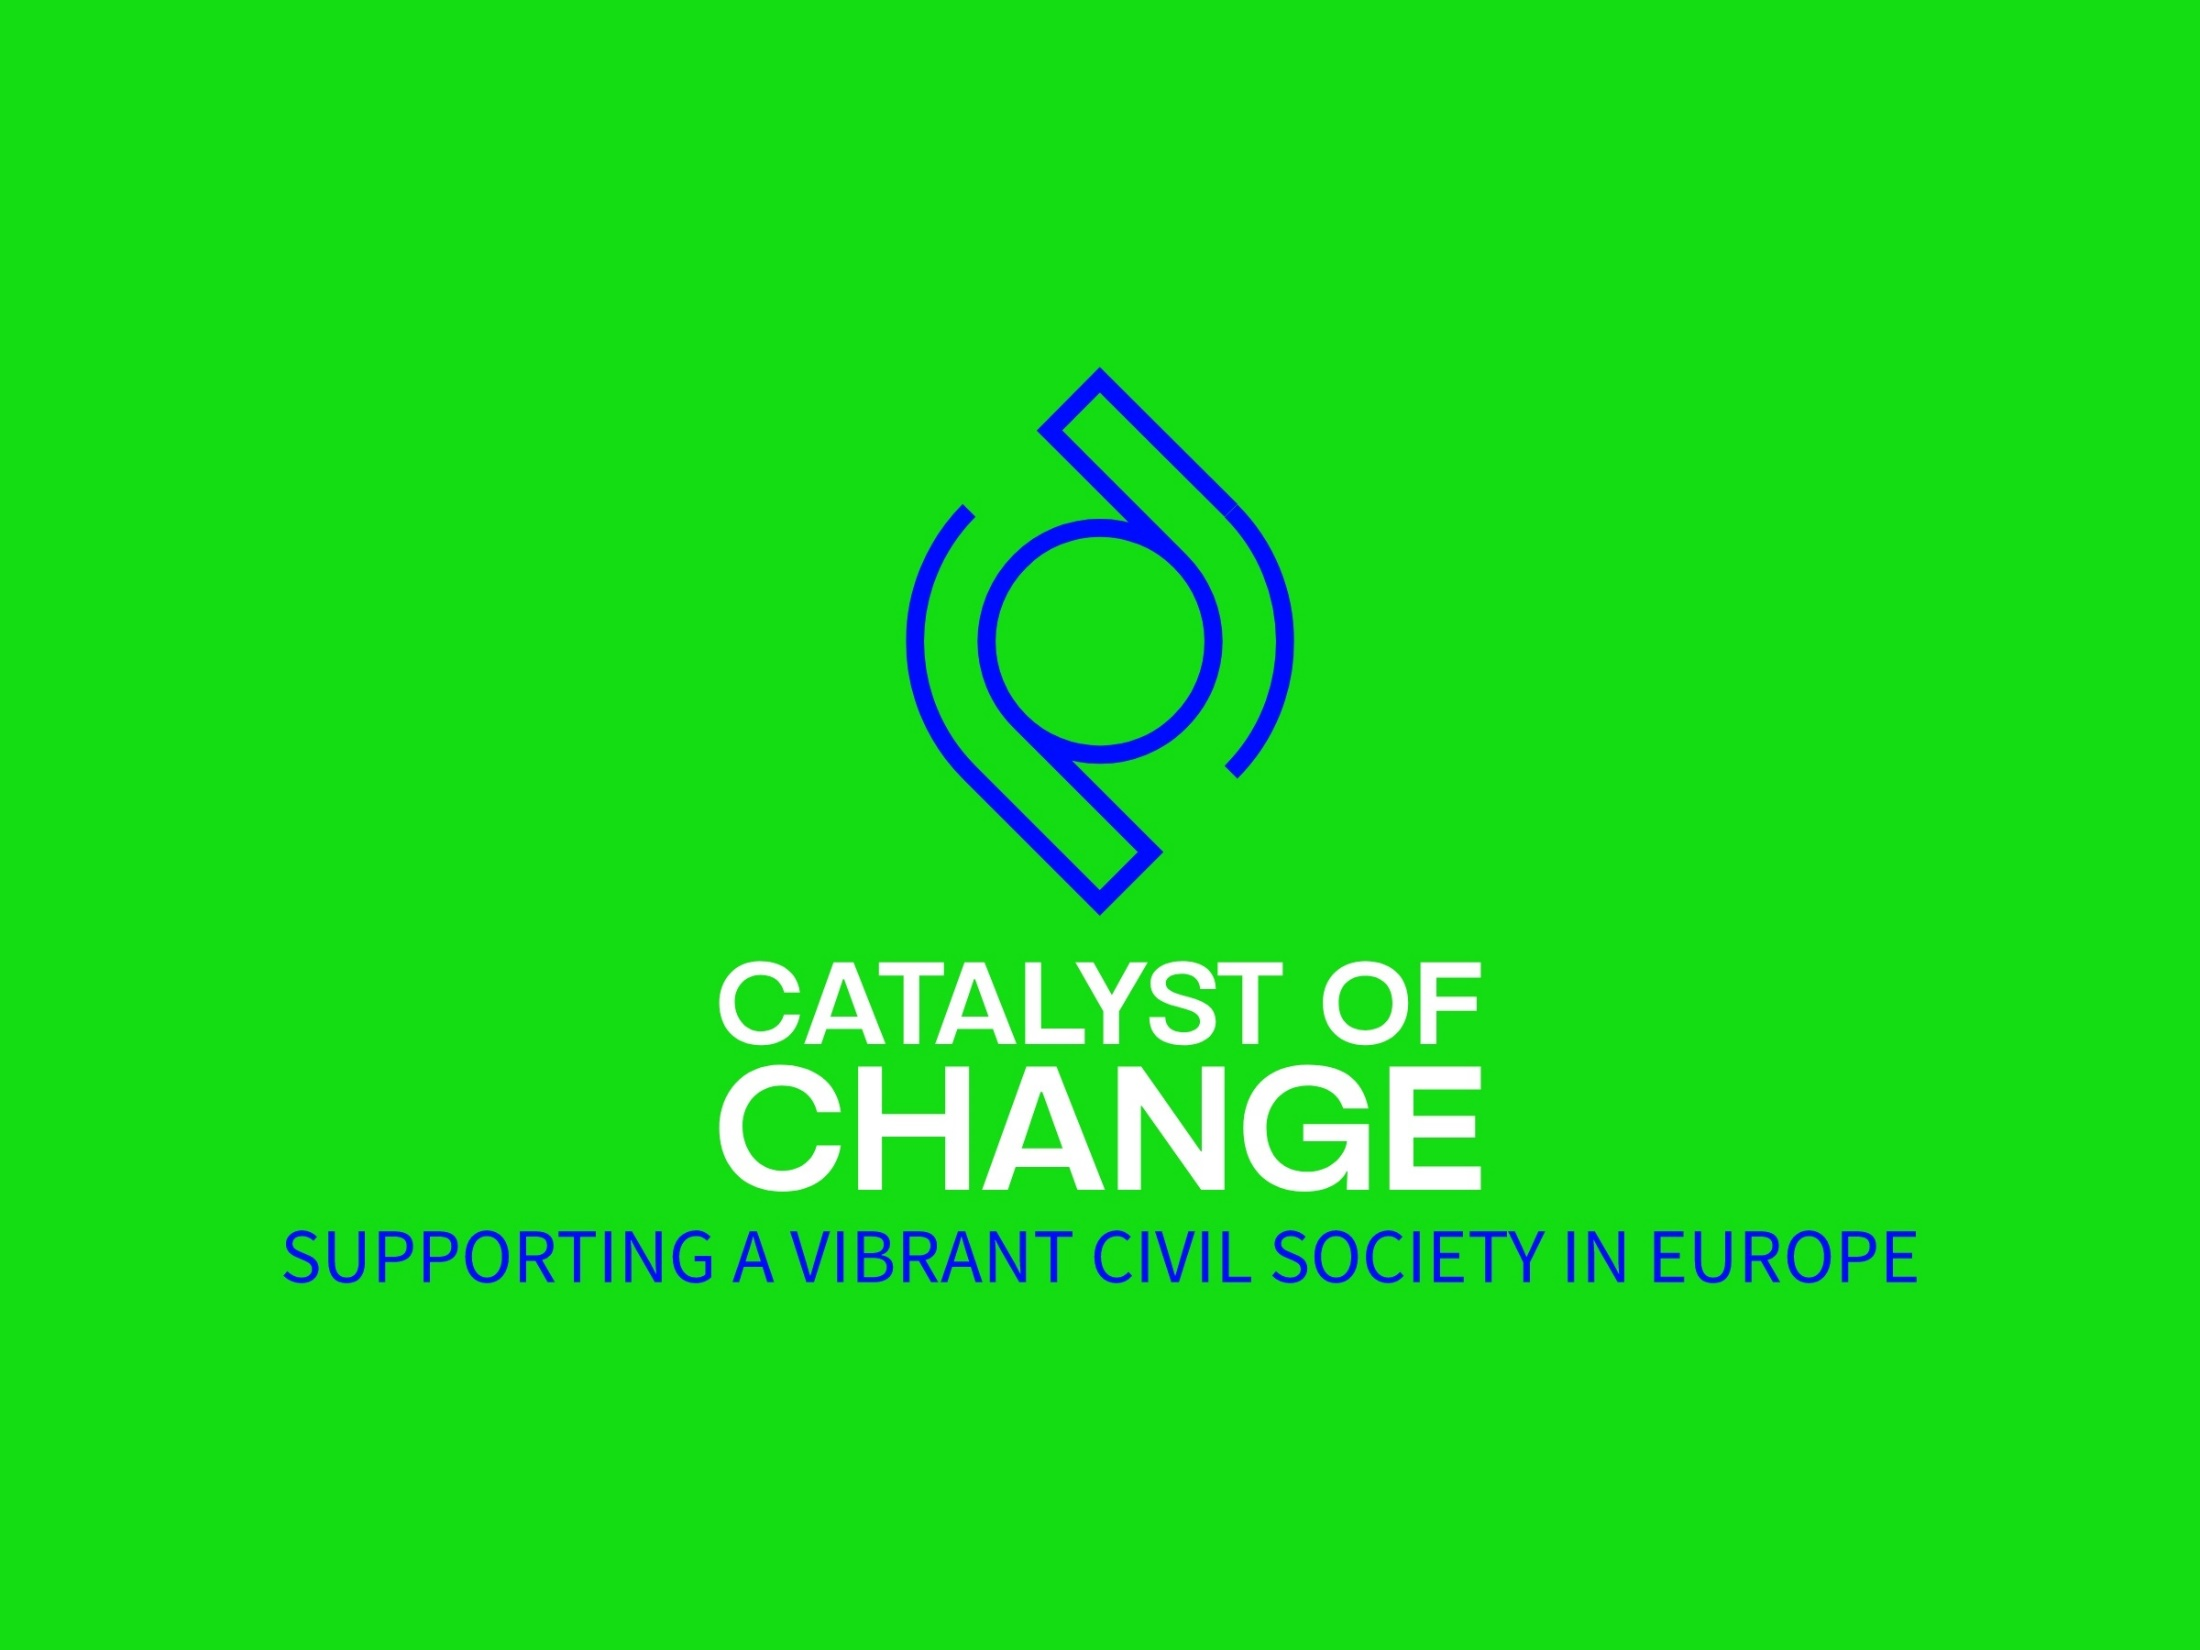 CATALYST OF
CHANGE
SUPPORTING A VIBRANT CIVIL SOCIETY IN EUROPE